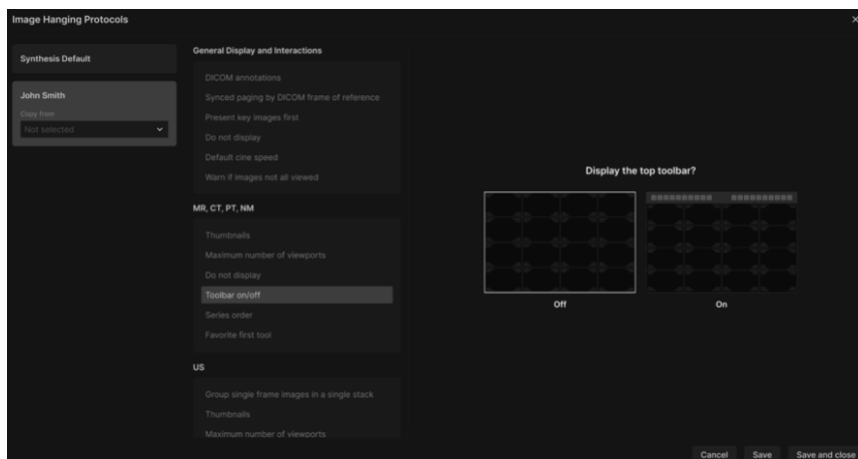 Image Hanging Protocols
Synthesis Default
John Smith
Copy from
Not selected
General Display and Interactions
DICOM annotations
Synced paging by DICOM frame of reference
Present key images first
Do not display
Default cine speed
Warn if images not all viewed
MR, CT, PT, NM
Thumbnails
Maximum number of viewports
Do not display
Toolbar on/off
Series order
Favorite first tool
US
Group single frame images in a single stack
Thumbnails
Maximum number of viewports
Display the top toolbar?
Off
On
Cancel
Save
Save and close